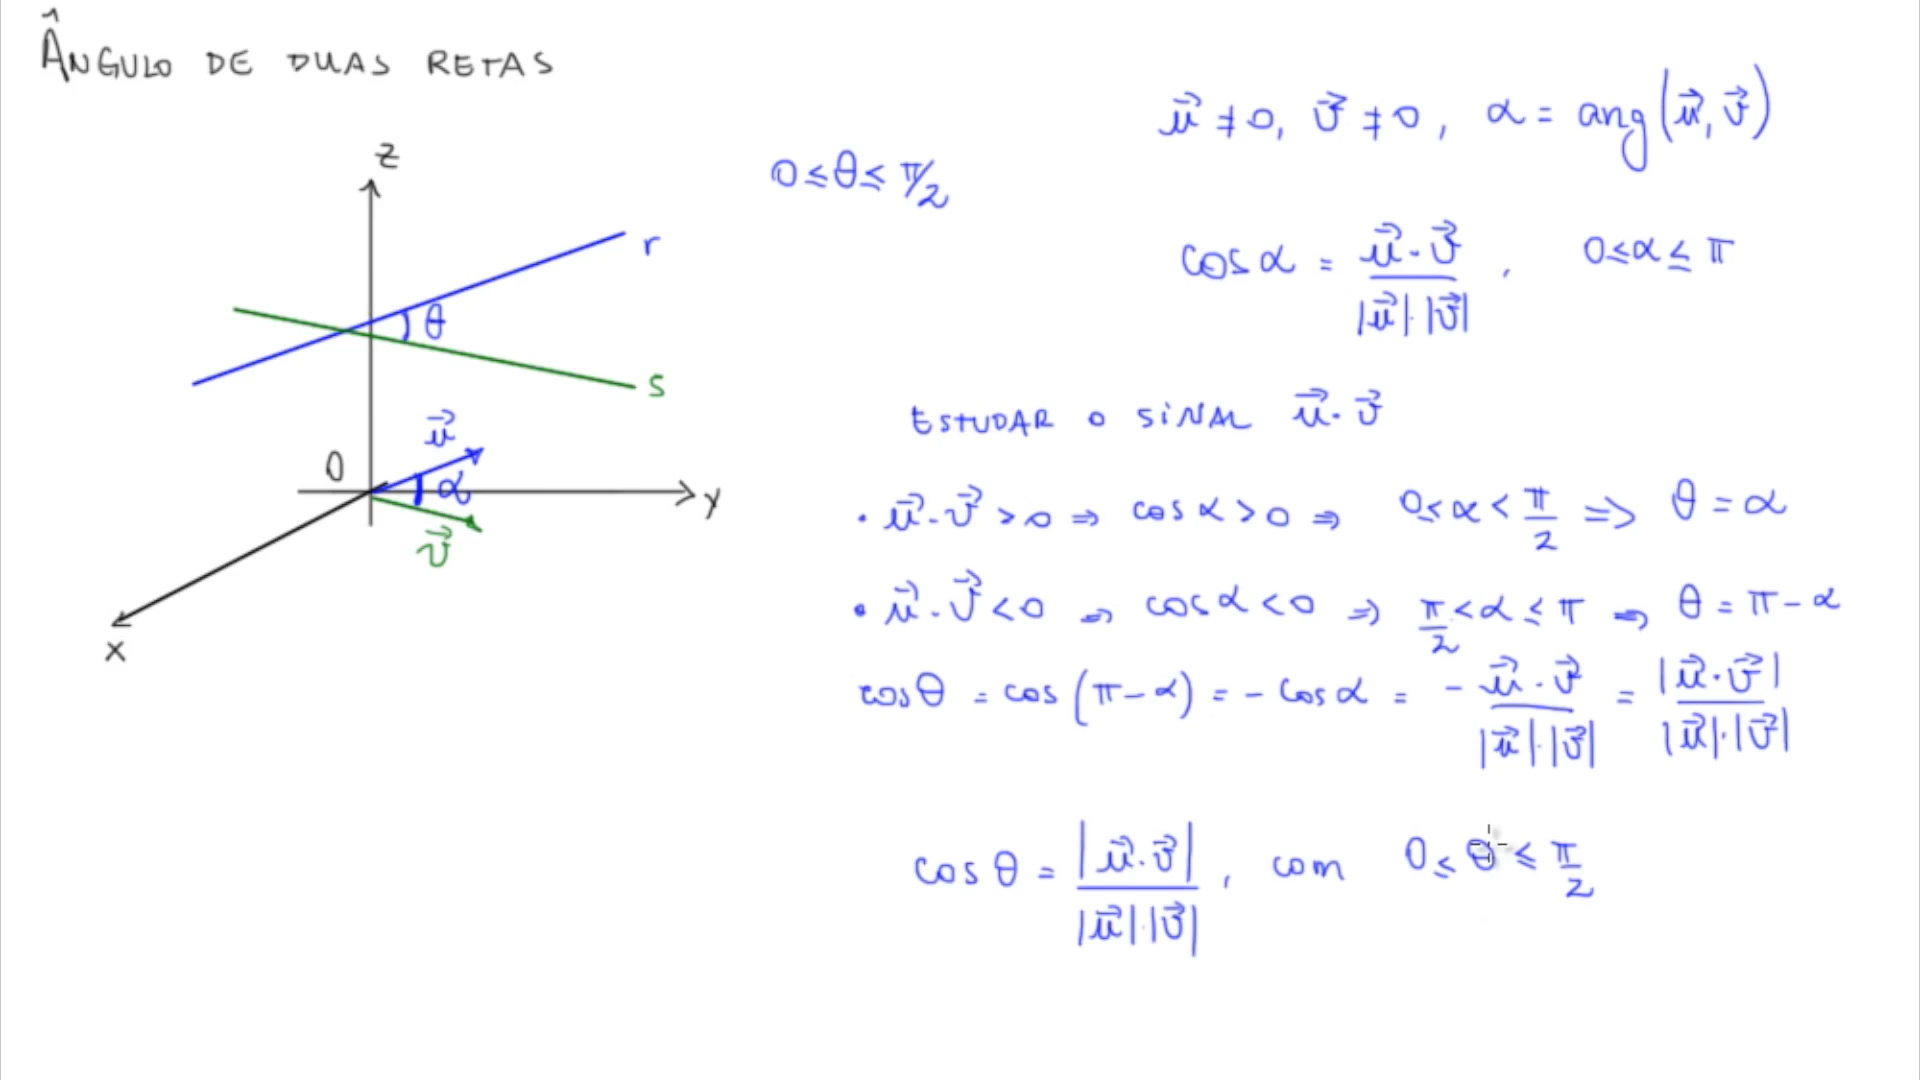 ÂNGULO DE DUAS RETAS
z
r
θ
s
O
u⃗
α
v⃗
y
x
0 ≤ θ ≤ π/2
u⃗ ≠ 0, v⃗ ≠ 0, α = ang(u⃗, v⃗)
cos α = u⃗ · v⃗ / |u⃗| · |v⃗| , 0 ≤ α ≤ π
ESTUDAR O SINAL u⃗ · v⃗
• u⃗ · v⃗ > 0 ⇒ cos α > 0 ⇒ 0 ≤ α < π/2 ⇒ θ = α
• u⃗ · v⃗ < 0 ⇒ cos α < 0 ⇒ π/2 < α ≤ π ⇒ θ = π - α
cos θ = cos (π - α) = - cos α = - u⃗ · v⃗ / |u⃗| · |v⃗| = |u⃗ · v⃗| / |u⃗| · |v⃗|
cos θ = |u⃗ · v⃗| / |u⃗| · |v⃗| , com 0 ≤ θ ≤ π/2